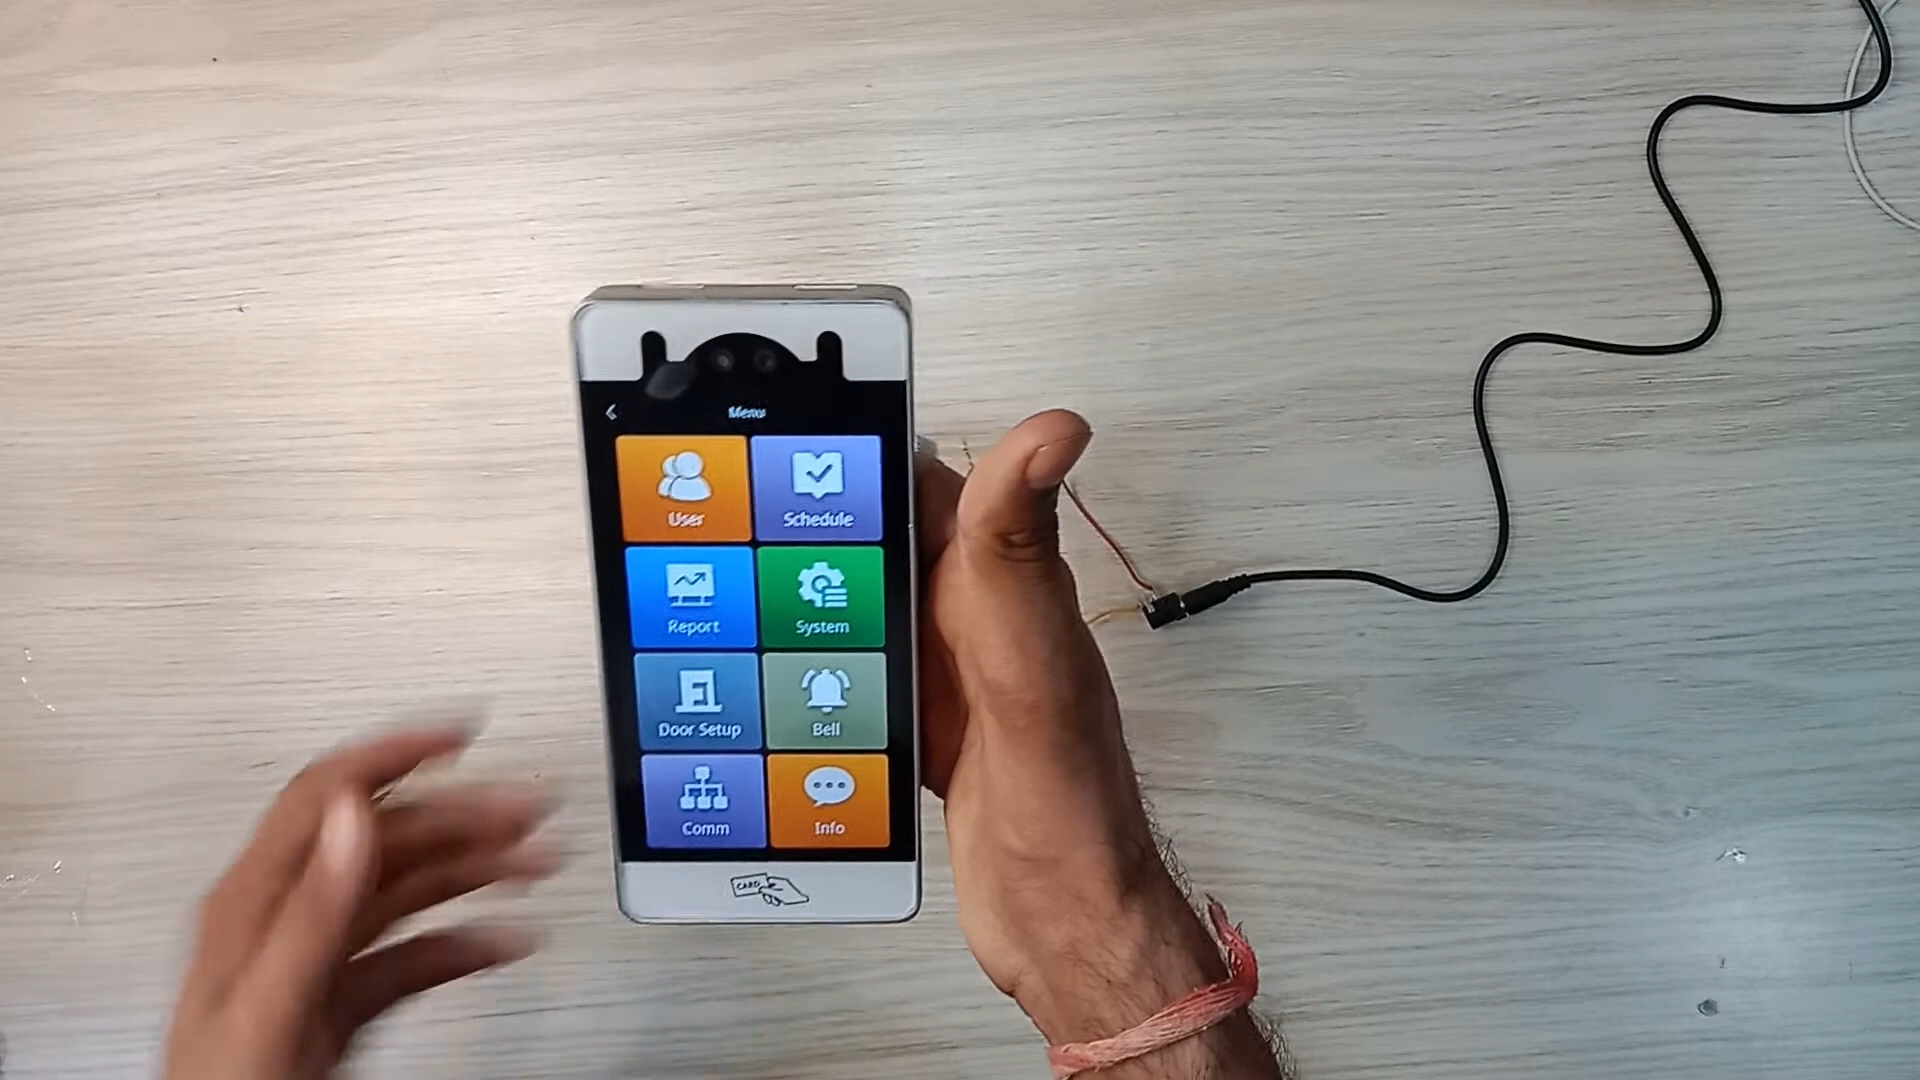 Menu
User
Schedule
Report
System
Door Setup
Bell
Comm
Info
CARD